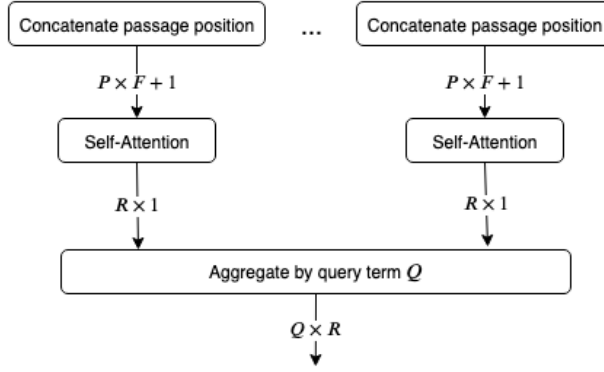 Concatenate passage position ... Concatenate passage position
P × F + 1 P × F + 1
Self-Attention Self-Attention
R × 1 R × 1
Aggregate by query term Q
Q × R